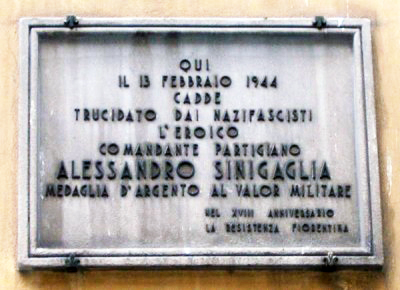 QUI
IL 13 FEBBRAIO 1944
CADDE
TRUCIDATO DAI NAZIFASCISTI
L'EROICO
COMANDANTE PARTIGIANO
ALESSANDRO SINIGAGLIA
MEDAGLIA D'ARGENTO AL VALOR MILITARE
NEL XVIII ANNIVERSARIO
LA RESISTENZA FIORENTINA